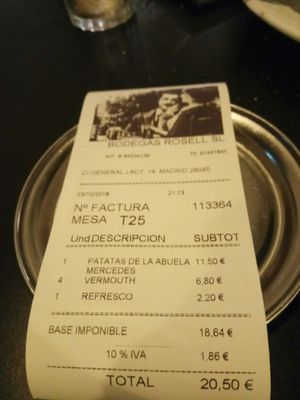 BODEGAS ROSELL SL
C/ GENERAL LACY, 14. MADRID 28045
23/10/2018 21:13
Nº FACTURA 113364
MESA T25
Und.DESCRIPCION SUBTOT
1 PATATAS DE LA ABUELA 11,50 €
MERCEDES
4 VERMOUTH 6,80 €
1 REFRESCO 2,20 €
BASE IMPONIBLE 18,64 €
10 % IVA 1,86 €
TOTAL 20,50 €